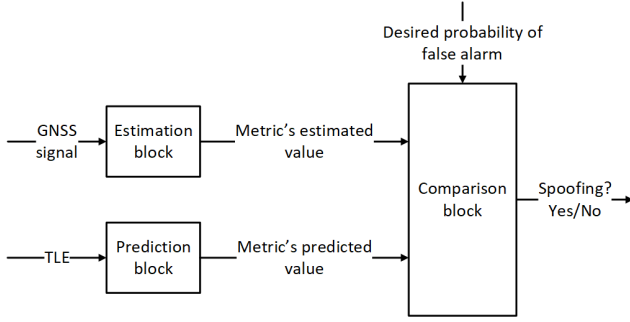 Desired probability of
false alarm
GNSS
signal
Estimation
block
Metric's estimated
value
Comparison
block
Spoofing?
Yes/No
TLE
Prediction
block
Metric's predicted
value